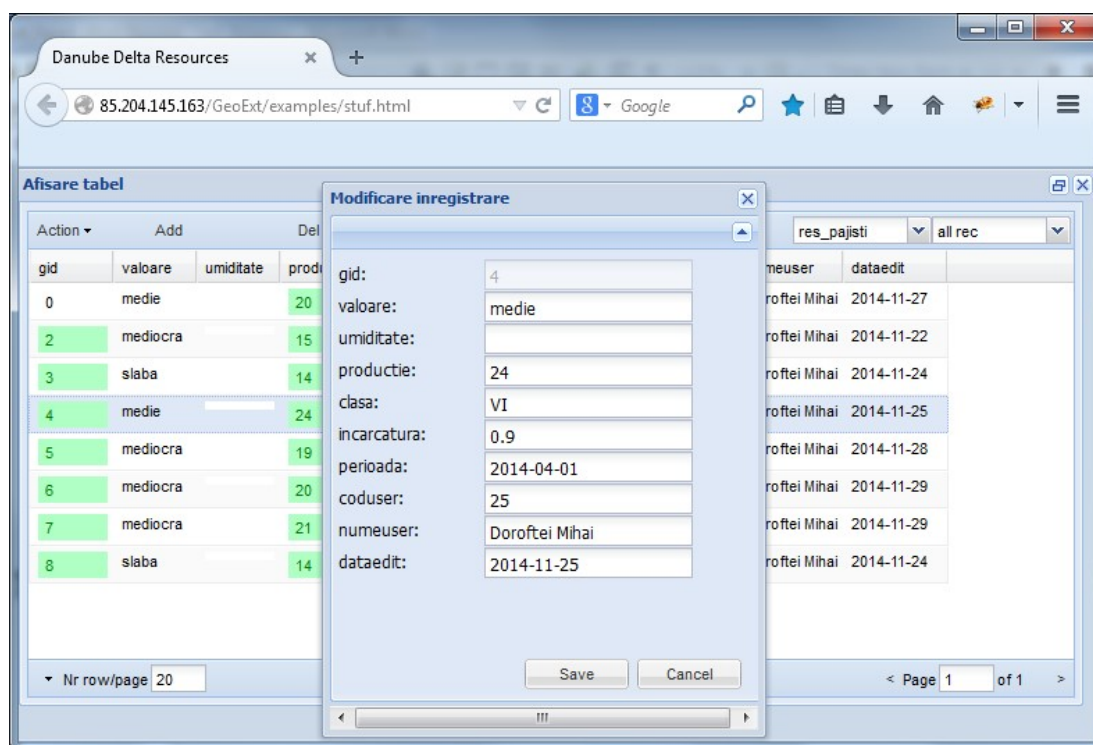 Danube Delta Resources
85.204.145.163/GeoExt/examples/stuf.html
8 Google
Afisare tabel
Action Add Del res_pajisti all rec
gid valoare umiditate produ meuser dataedit
0 medie 20 roftei Mihai 2014-11-27
2 mediocra 15 roftei Mihai 2014-11-22
3 slaba 14 roftei Mihai 2014-11-24
4 medie 24 roftei Mihai 2014-11-25
5 mediocra 19 roftei Mihai 2014-11-28
6 mediocra 20 roftei Mihai 2014-11-29
7 mediocra 21 roftei Mihai 2014-11-29
8 slaba 14 roftei Mihai 2014-11-24
Nr row/page 20 < Page 1 of 1 >
Modificare inregistrare
gid: 4
valoare: medie
umiditate:
productie: 24
clasa: VI
incarcatura: 0.9
perioada: 2014-04-01
coduser: 25
numeuser: Doroftei Mihai
dataedit: 2014-11-25
Save Cancel